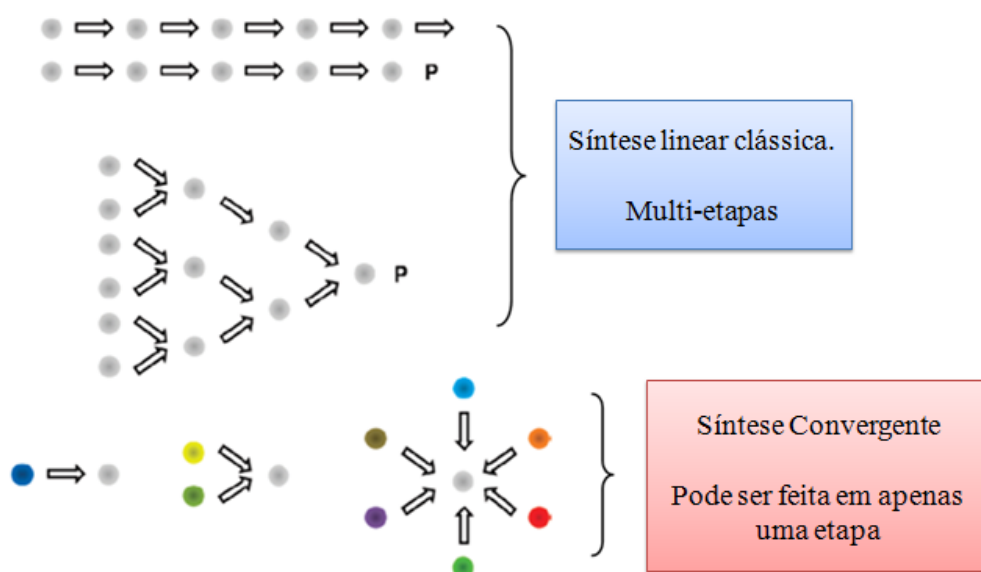 P
Síntese linear clássica.
Multi-etapas
P
Síntese Convergente
Pode ser feita em apenas
uma etapa